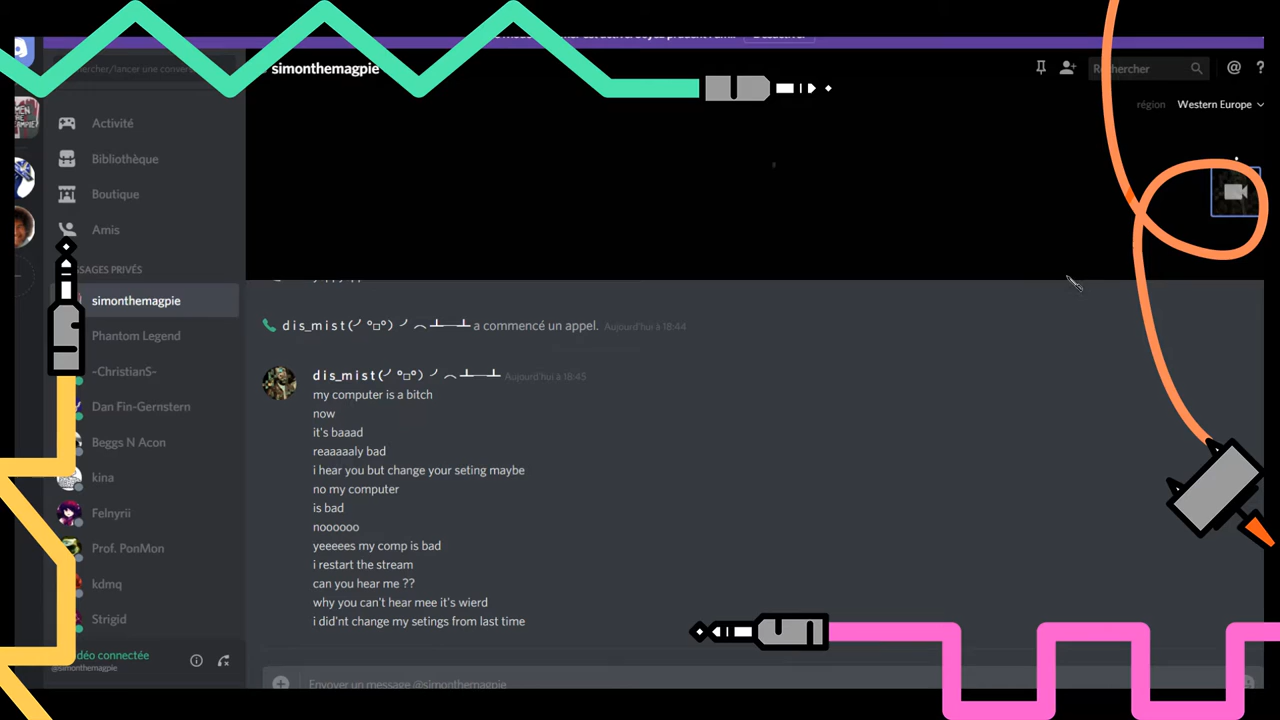 simonthemagpie
Rechercher
région Western Europe
Activité
Bibliothèque
Boutique
Amis
ESSAGES PRIVÉS
simonthemagpie
Phantom Legend
-ChristianS-
Dan Fin-Gernstern
Beggs N Acon
kina
Felnyrii
Prof. PonMon
kdmq
Strigid
déo connectée
@simonthemagpie
d i s_m i s t (╯°□°）╯︵ ┻━┻ a commencé un appel. Aujourd'hui à 18:44
d i s_m i s t (╯°□°）╯︵ ┻━┻ Aujourd'hui à 18:45
my computer is a bitch
now
it's baaad
reaaaaaly bad
i hear you but change your seting maybe
no my computer
is bad
noooooo
yeeeees my comp is bad
i restart the stream
can you hear me ??
why you can't hear mee it's wierd
i did'nt change my setings from last time
Envoyer un message @simonthemagpie